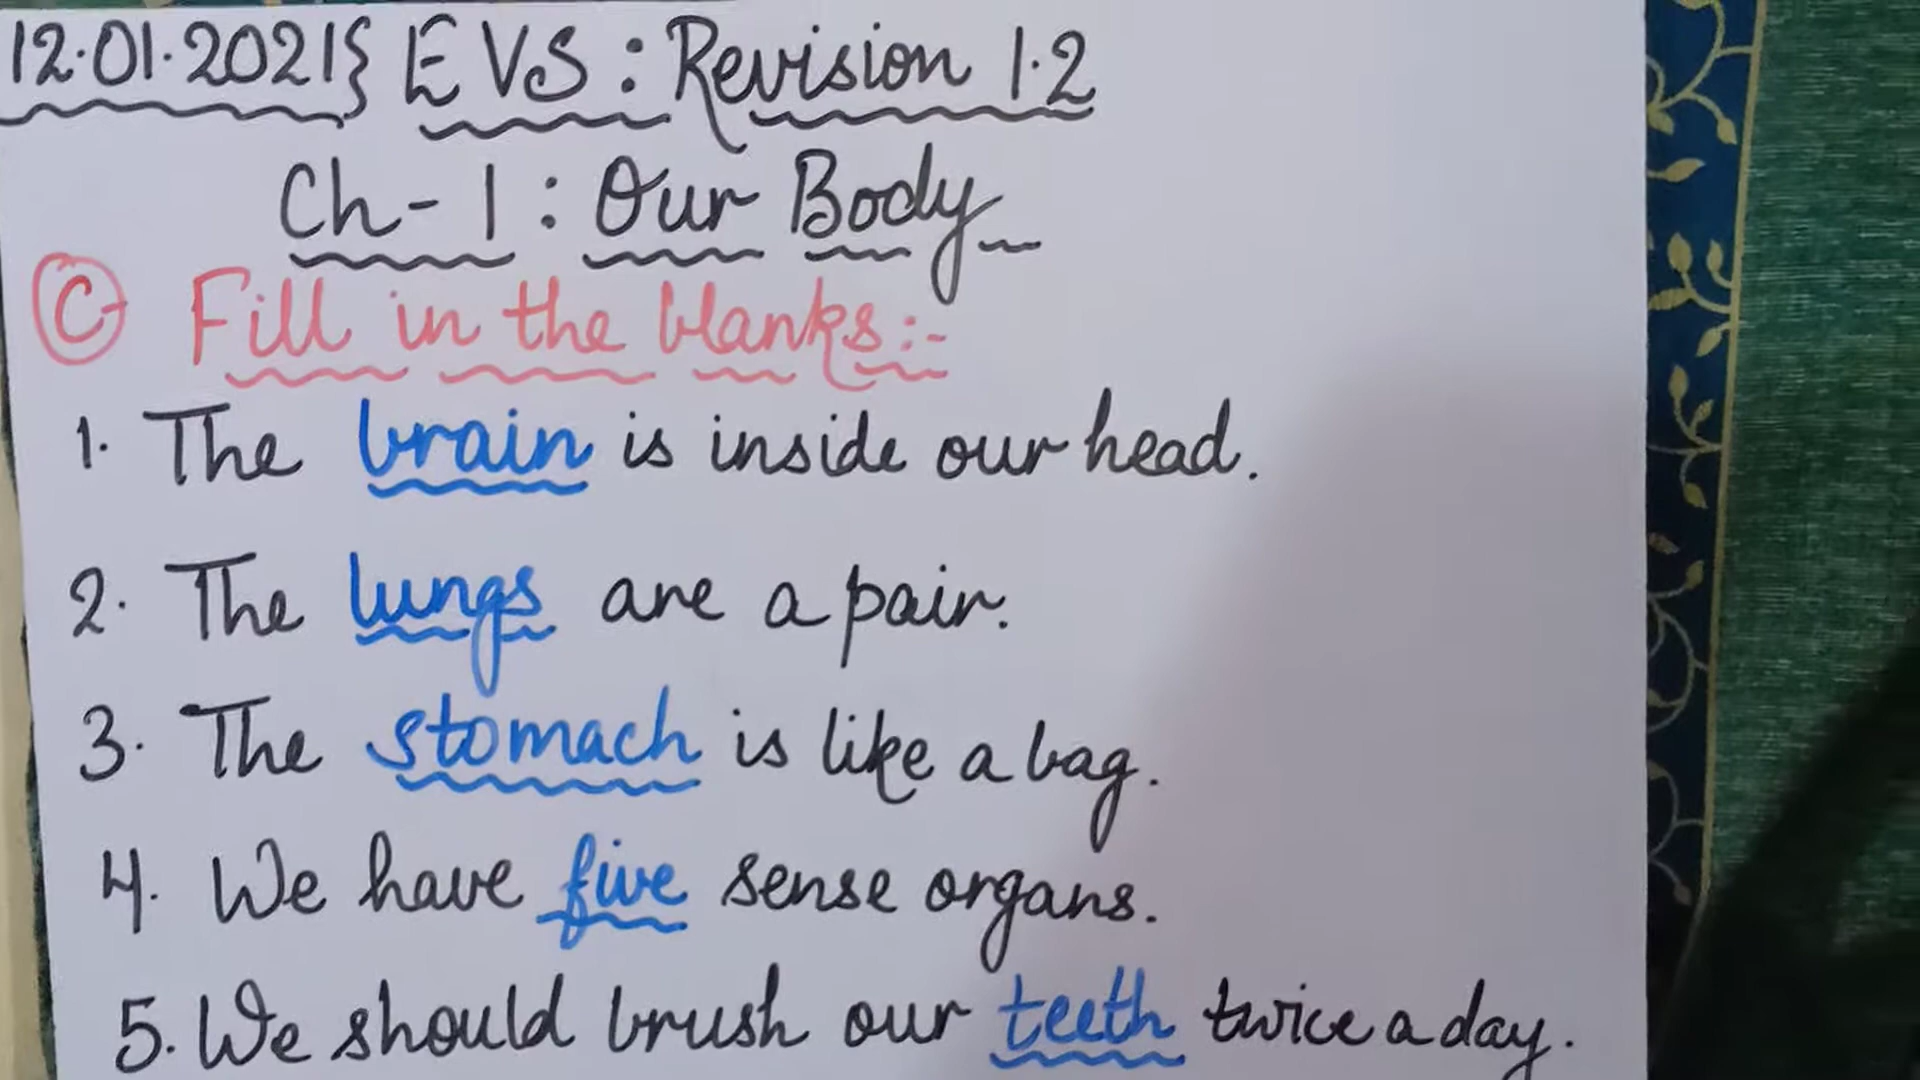 12.01.2021} EVS : Revision 1.2
Ch - 1 : Our Body
C Fill in the blanks:-
1. The brain is inside our head.
2. The lungs are a pair.
3. The stomach is like a bag.
4. We have five sense organs.
5. We should brush our teeth twice a day.